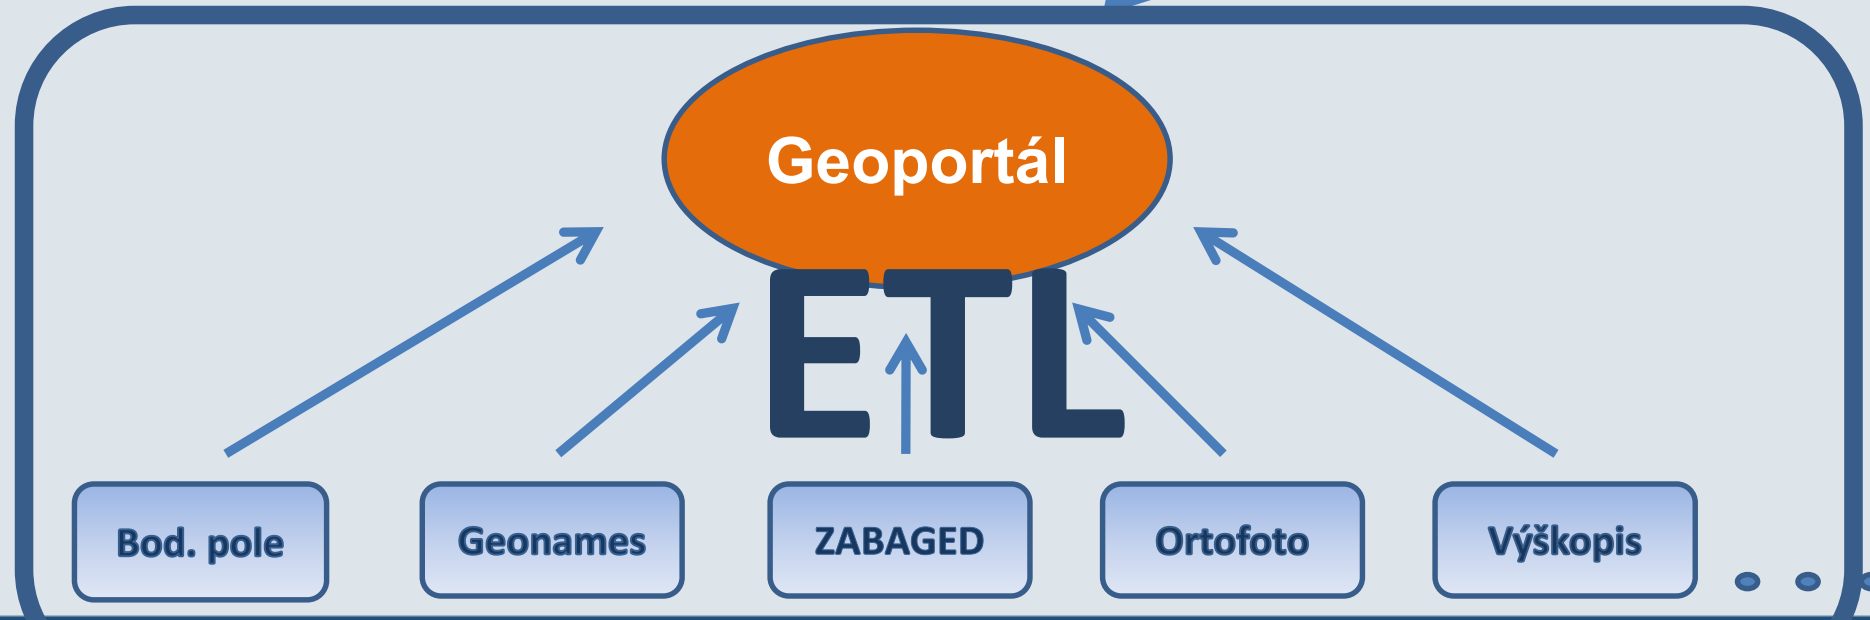 Geoportál
ETL
Bod. pole
Geonames
ZABAGED
Ortofoto
Výškopis